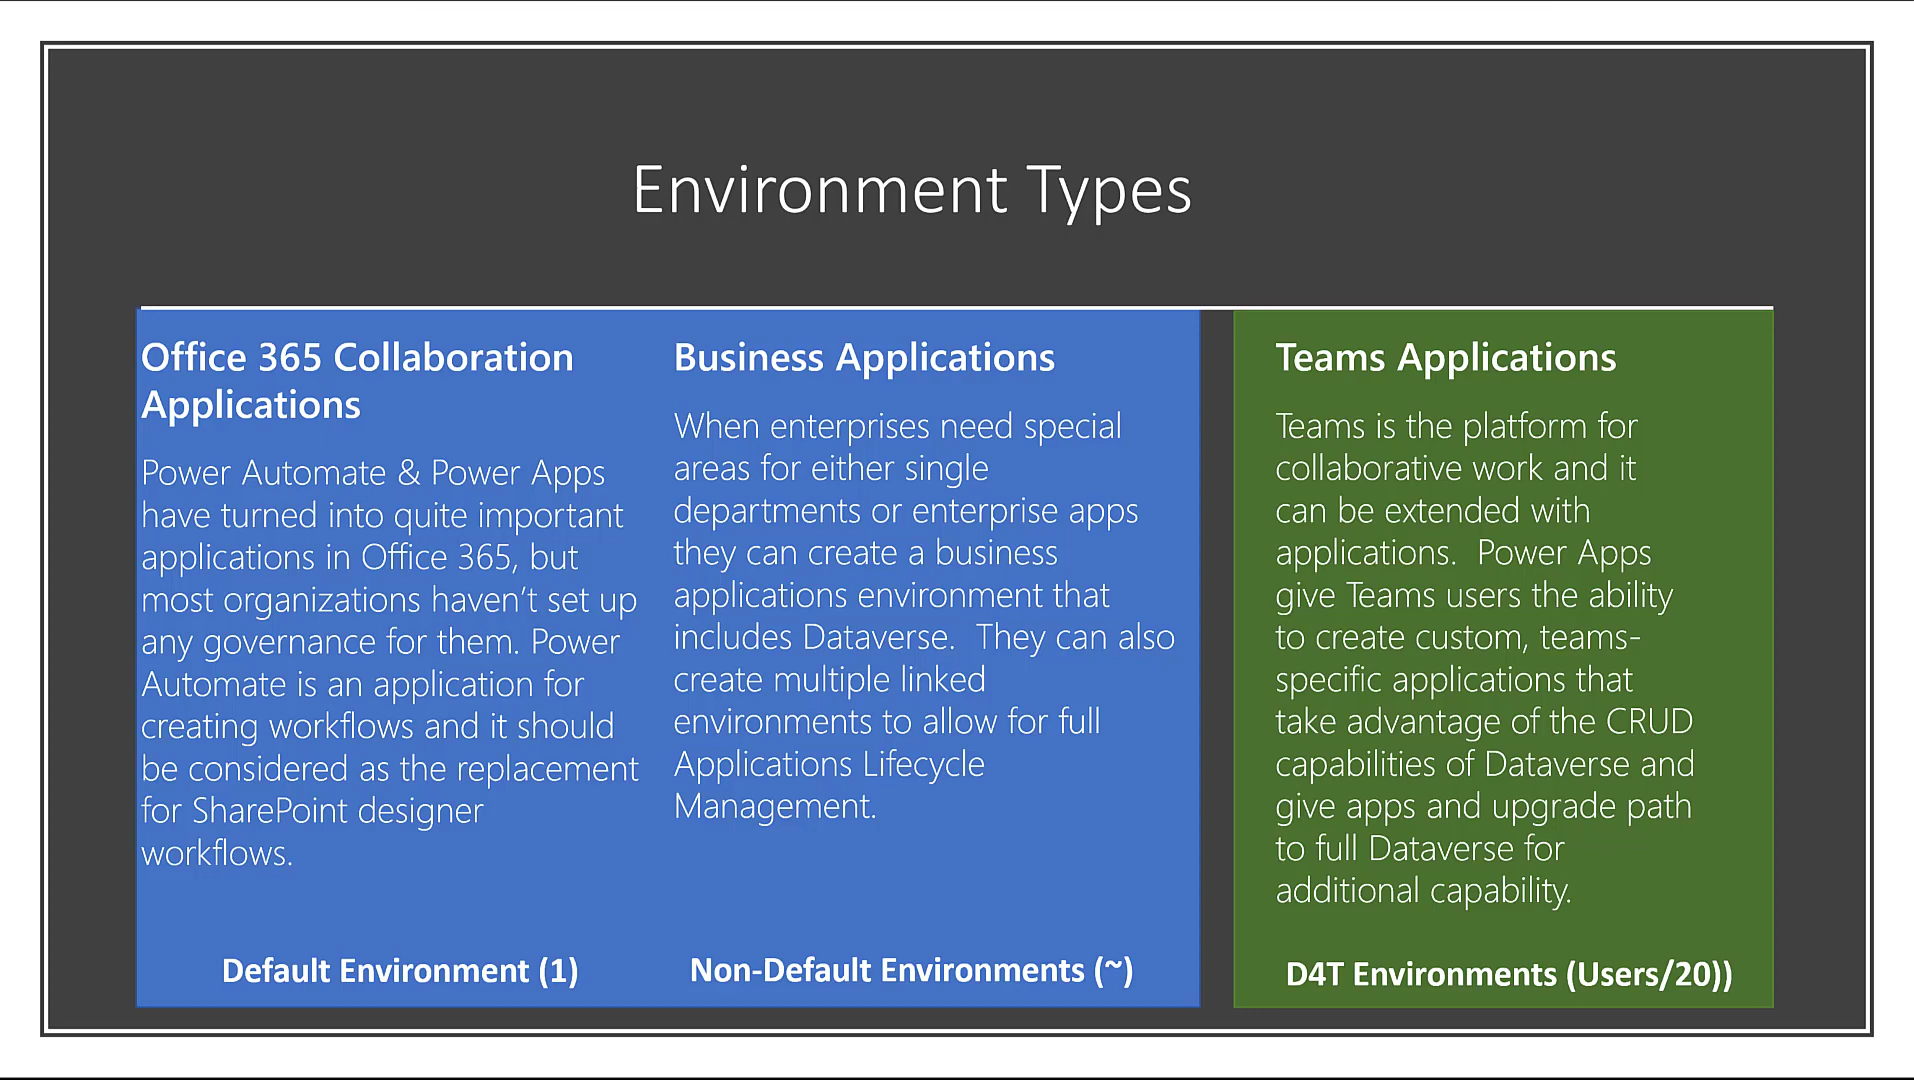 Environment Types
Office 365 Collaboration
Applications
Power Automate & Power Apps
have turned into quite important
applications in Office 365, but
most organizations haven't set up
any governance for them. Power
Automate is an application for
creating workflows and it should
be considered as the replacement
for SharePoint designer
workflows.
Default Environment (1)
Business Applications
When enterprises need special
areas for either single
departments or enterprise apps
they can create a business
applications environment that
includes Dataverse.  They can also
create multiple linked
environments to allow for full
Applications Lifecycle
Management.
Non-Default Environments (~)
Teams Applications
Teams is the platform for
collaborative work and it
can be extended with
applications.  Power Apps
give Teams users the ability
to create custom, teams-
specific applications that
take advantage of the CRUD
capabilities of Dataverse and
give apps and upgrade path
to full Dataverse for
additional capability.
D4T Environments (Users/20))